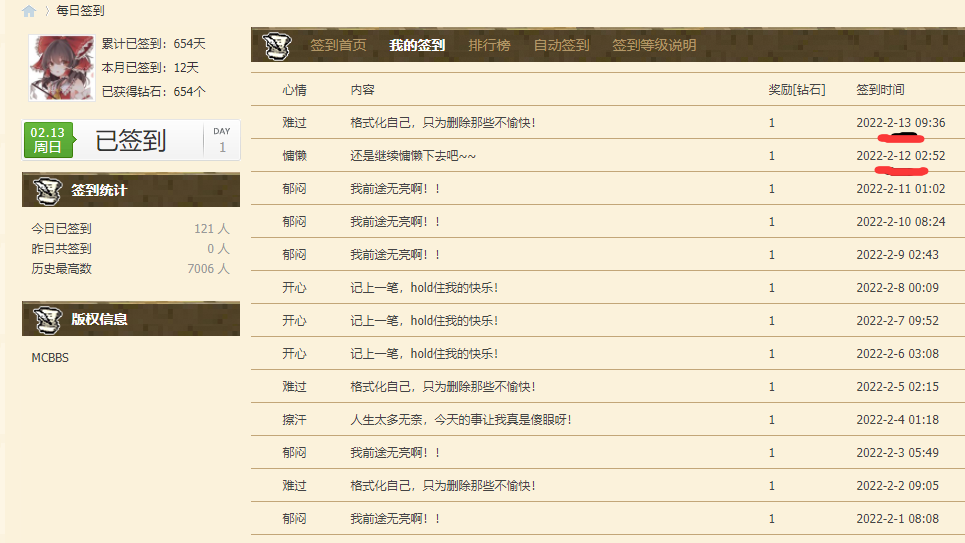 每日签到
累计已签到：654天
本月已签到：12天
已获得钻石：654个
02.13
周日
已签到
DAY
1
签到统计
今日已签到 121 人
昨日共签到 0 人
历史最高数 7006 人
版权信息
MCBBS
签到首页 我的签到 排行榜 自动签到 签到等级说明
心情 内容 奖励[钻石] 签到时间
难过 格式化自己，只为删除那些不愉快！ 1 2022-2-13 09:36
慵懒 还是继续慵懒下去吧~~ 1 2022-2-12 02:52
郁闷 我前途无亮啊！！ 1 2022-2-11 01:02
郁闷 我前途无亮啊！！ 1 2022-2-10 08:24
郁闷 我前途无亮啊！！ 1 2022-2-9 02:43
开心 记上一笔，hold住我的快乐！ 1 2022-2-8 00:09
开心 记上一笔，hold住我的快乐！ 1 2022-2-7 09:52
开心 记上一笔，hold住我的快乐！ 1 2022-2-6 03:08
难过 格式化自己，只为删除那些不愉快！ 1 2022-2-5 02:15
擦汗 人生太多无奈，今天的事让我真是傻眼呀！ 1 2022-2-4 01:18
郁闷 我前途无亮啊！！ 1 2022-2-3 05:49
难过 格式化自己，只为删除那些不愉快！ 1 2022-2-2 09:05
郁闷 我前途无亮啊！！ 1 2022-2-1 08:08